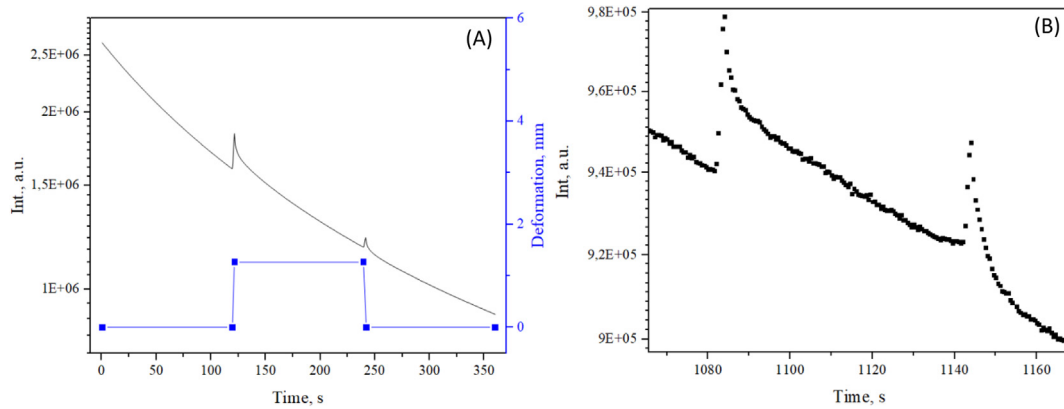 (A)
2,5E+06
2E+06
1,5E+06
1E+06
Int., a.u.
0 50 100 150 200 250 300 350
Time, s
6
4
2
0
Deformation, mm
(B)
9,8E+05
9,6E+05
9,4E+05
9,2E+05
9E+05
Int, a.u.
1080 1100 1120 1140 1160
Time, s